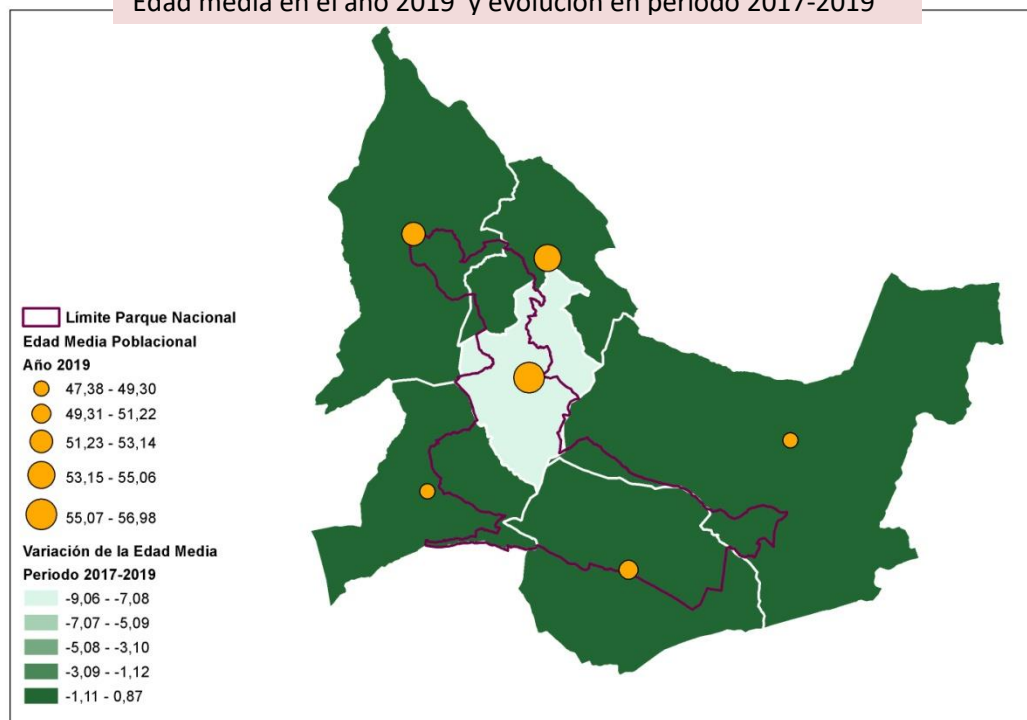 Edad media en el año 2019 y evolución en periodo 2017-2019
Límite Parque Nacional
Edad Media Poblacional
Año 2019
47,38 - 49,30
49,31 - 51,22
51,23 - 53,14
53,15 - 55,06
55,07 - 56,98
Variación de la Edad Media
Periodo 2017-2019
-9,06 - -7,08
-7,07 - -5,09
-5,08 - -3,10
-3,09 - -1,12
-1,11 - 0,87